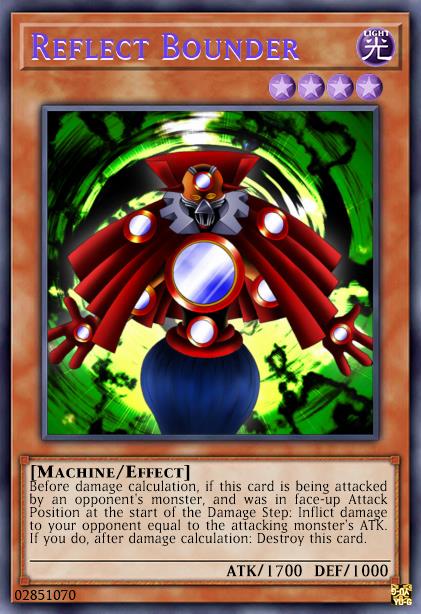 Reflect Bounder
LIGHT
光
[Machine/Effect]
Before damage calculation, if this card is being attacked
by an opponent's monster, and was in face-up Attack
Position at the start of the Damage Step: Inflict damage
to your opponent equal to the attacking monster's ATK.
If you do, after damage calculation: Destroy this card.
ATK/1700 DEF/1000
02851070